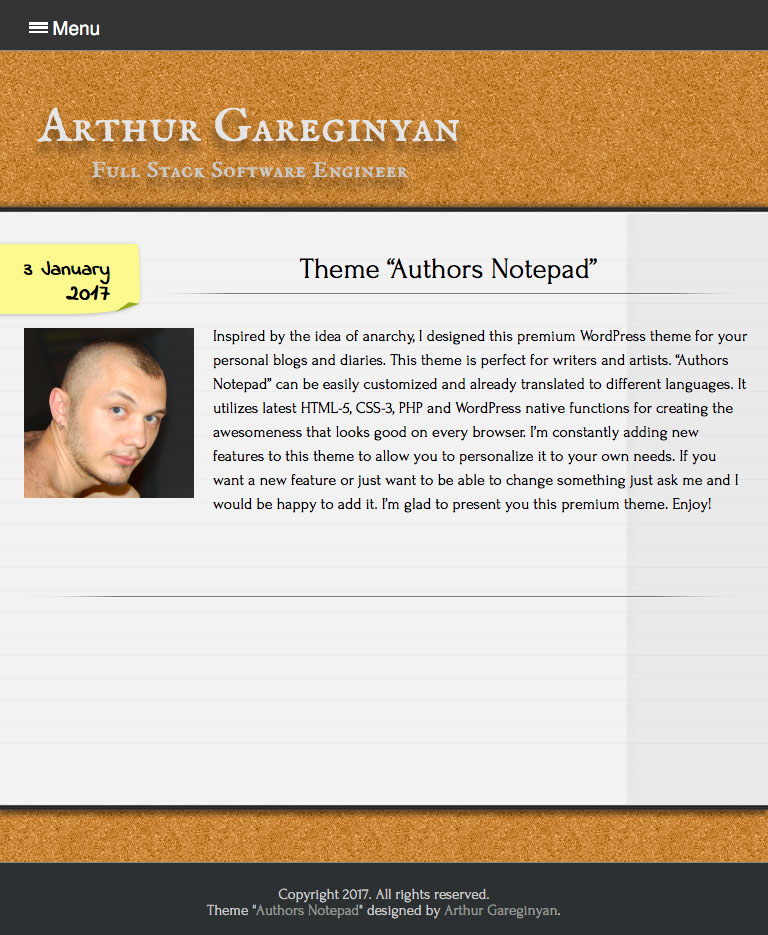 Menu
Arthur Gareginyan
Full Stack Software Engineer
3 January
2017
Theme “Authors Notepad”
Inspired by the idea of anarchy, I designed this premium WordPress theme for your
personal blogs and diaries. This theme is perfect for writers and artists. “Authors
Notepad” can be easily customized and already translated to different languages. It
utilizes latest HTML-5, CSS-3, PHP and WordPress native functions for creating the
awesomeness that looks good on every browser. I’m constantly adding new
features to this theme to allow you to personalize it to your own needs. If you
want a new feature or just want to be able to change something just ask me and I
would be happy to add it. I’m glad to present you this premium theme. Enjoy!
Copyright 2017. All rights reserved.
Theme "Authors Notepad" designed by Arthur Gareginyan.